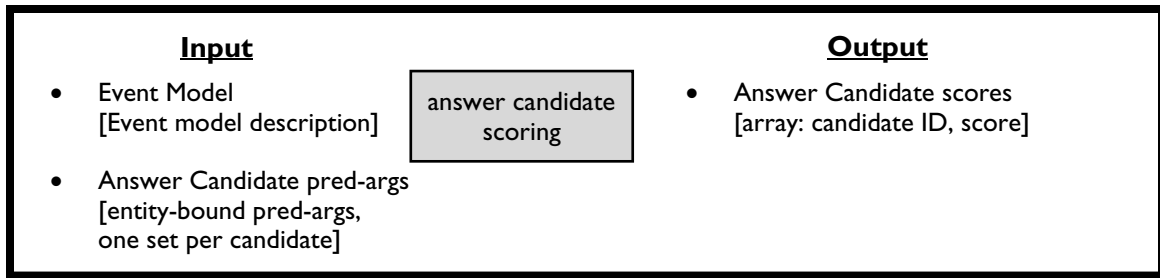 Input
• Event Model
[Event model description]
• Answer Candidate pred-args
[entity-bound pred-args,
one set per candidate]
answer candidate
scoring
Output
• Answer Candidate scores
[array: candidate ID, score]